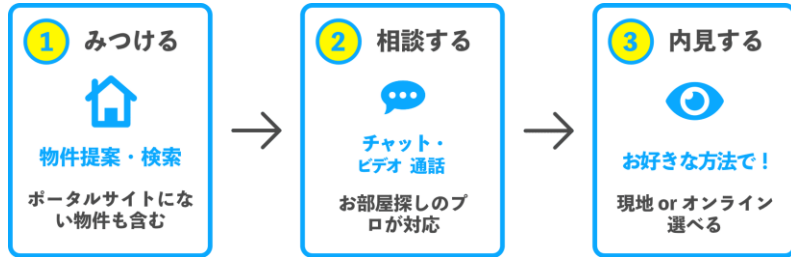 1 みつける
物件提案・検索
ポータルサイトにな
い物件も含む
2 相談する
チャット・
ビデオ 通話
お部屋探しのプ
ロが対応
3 内見する
お好きな方法で！
現地 or オンライン
選べる